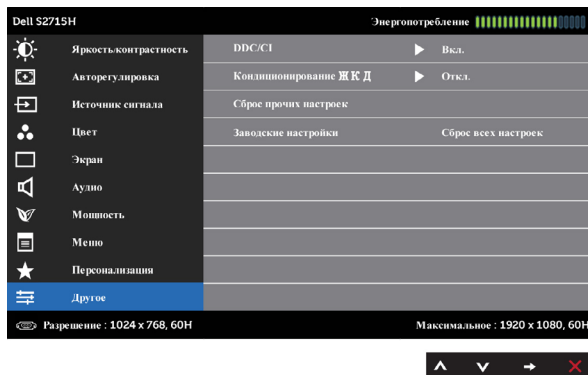 Dell S2715H Энергопотребление
Яркость/контрастность DDC/CI Вкл.
Авторегулировка Кондиционирование ЖКД Откл.
Источник сигнала Сброс прочих настроек
Цвет Заводские настройки Сброс всех настроек
Экран
Аудио
Мощность
Меню
Персонализация
Другое
Разрешение : 1024 x 768, 60H Максимальное : 1920 x 1080, 60H